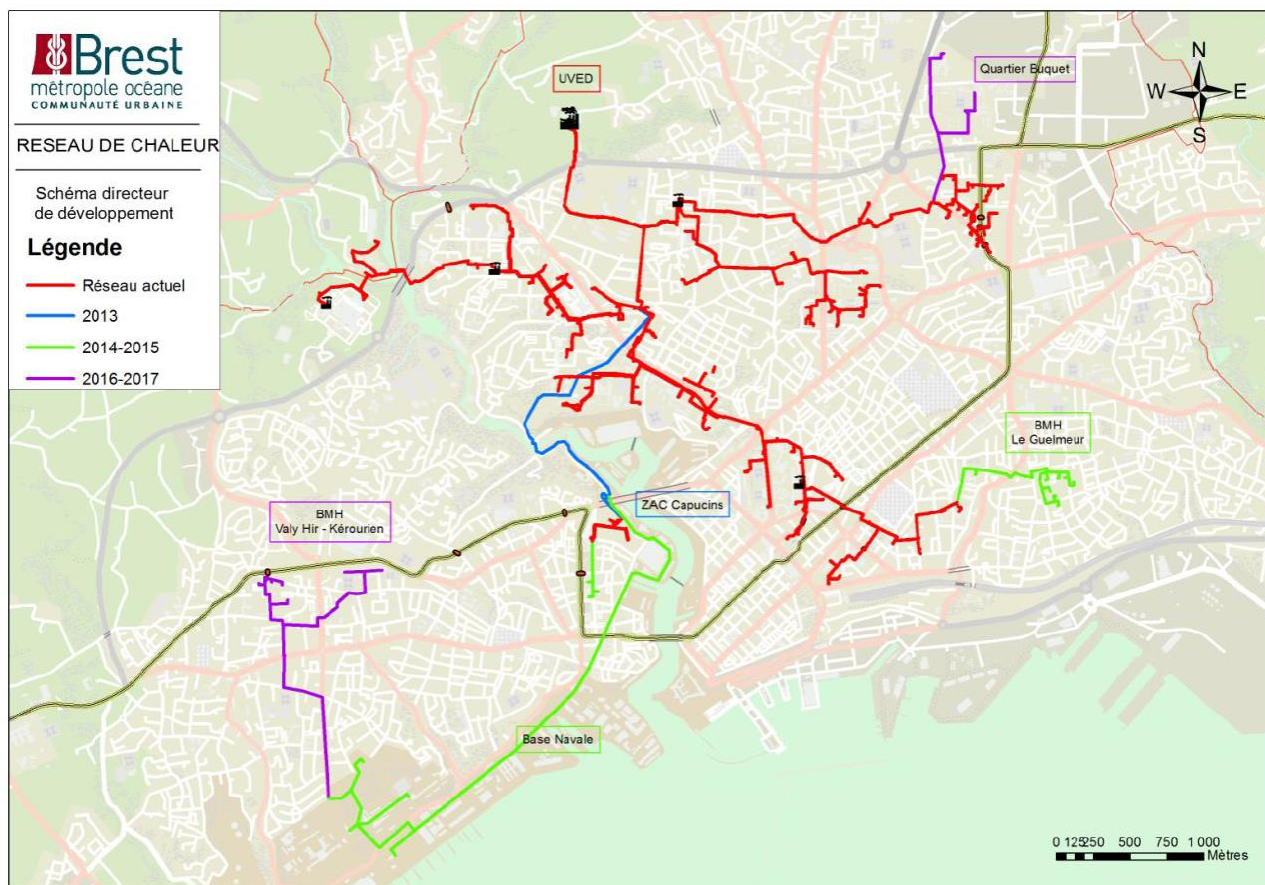 Brest
métropole océane
COMMUNAUTÉ URBAINE
RESEAU DE CHALEUR
Schéma directeur
de développement
Légende
Réseau actuel
2013
2014-2015
2016-2017
UVED
Quartier Buquet
N
W E
S
BMH
Le Guelmeur
ZAC Capucins
BMH
Valy Hir - Kérourien
Base Navale
0 125250 500 750 1 000
Mètres